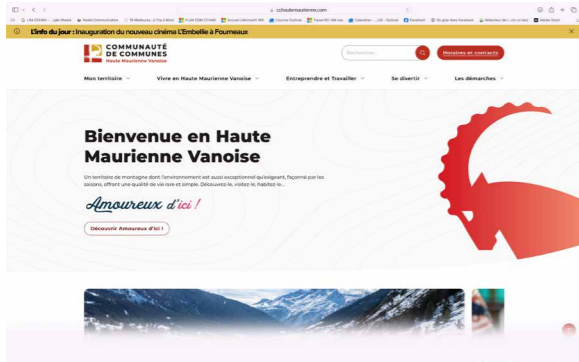 cchautemaurienne.com
L'info du jour : Inauguration du nouveau cinéma L'Embellie à Fourneaux
COMMUNAUTÉ
DE COMMUNES
Haute Maurienne Vanoise
Rechercher...
Horaires et contacts
Mon territoire
Vivre en Haute Maurienne Vanoise
Entreprendre et Travailler
Se divertir
Les démarches
Bienvenue en Haute
Maurienne Vanoise
Un territoire de montagne dont l'environnement est aussi exceptionnel qu'exigeant, façonné par les
saisons, offrant une qualité de vie rare et simple. Découvrez-le, visitez-le, habitez-le...
Amoureux d'ici !
Découvrir Amoureux d'ici !